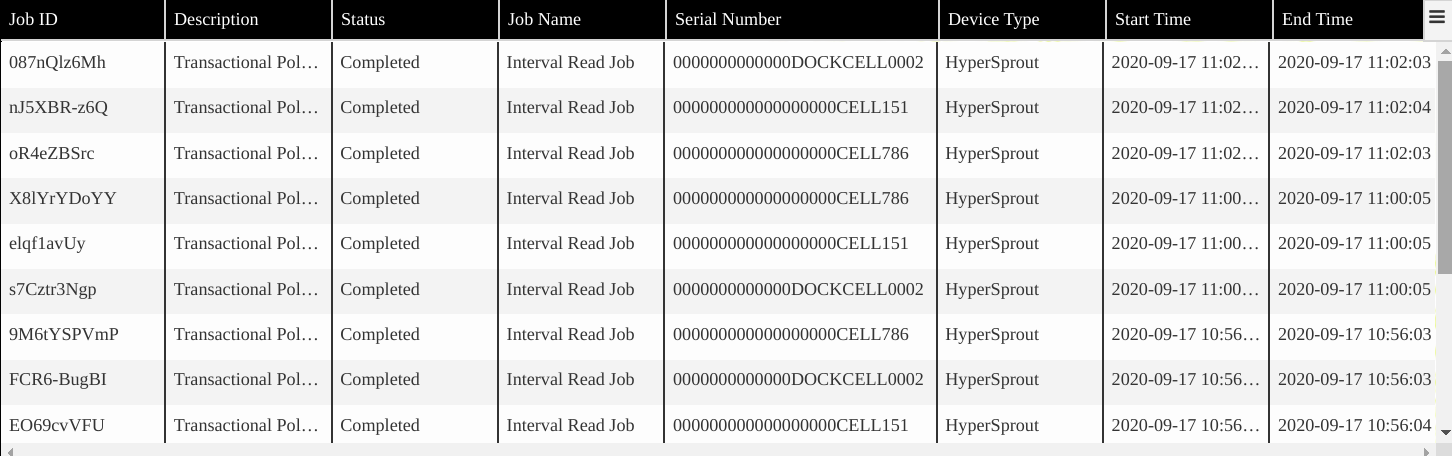 Job ID Description Status Job Name Serial Number Device Type Start Time End Time
087nQlz6Mh Transactional Pol… Completed Interval Read Job 0000000000000DOCKCELL0002 HyperSprout 2020-09-17 11:02… 2020-09-17 11:02:03
nJ5XBR-z6Q Transactional Pol… Completed Interval Read Job 000000000000000000CELL151 HyperSprout 2020-09-17 11:02… 2020-09-17 11:02:04
oR4eZBSrc Transactional Pol… Completed Interval Read Job 000000000000000000CELL786 HyperSprout 2020-09-17 11:02… 2020-09-17 11:02:03
X8lYrYDoYY Transactional Pol… Completed Interval Read Job 000000000000000000CELL786 HyperSprout 2020-09-17 11:00… 2020-09-17 11:00:05
elqf1avUy Transactional Pol… Completed Interval Read Job 000000000000000000CELL151 HyperSprout 2020-09-17 11:00… 2020-09-17 11:00:05
s7Cztr3Ngp Transactional Pol… Completed Interval Read Job 0000000000000DOCKCELL0002 HyperSprout 2020-09-17 11:00… 2020-09-17 11:00:05
9M6tYSPVmP Transactional Pol… Completed Interval Read Job 000000000000000000CELL786 HyperSprout 2020-09-17 10:56… 2020-09-17 10:56:03
FCR6-BugBI Transactional Pol… Completed Interval Read Job 0000000000000DOCKCELL0002 HyperSprout 2020-09-17 10:56… 2020-09-17 10:56:03
EO69cvVFU Transactional Pol… Completed Interval Read Job 000000000000000000CELL151 HyperSprout 2020-09-17 10:56… 2020-09-17 10:56:04